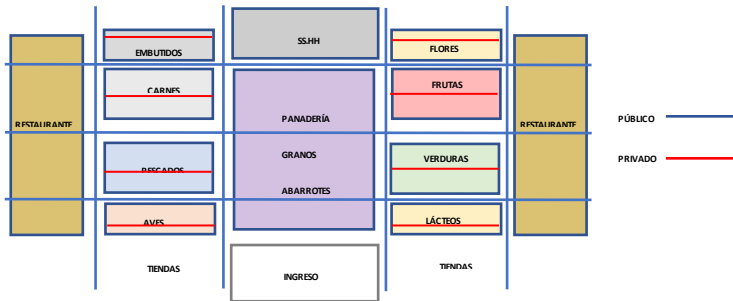 SS.HH
EMBUTIDOS
FLORES
CARNES
FRUTAS
RESTAURANTE
PANADERÍA
RESTAURANTE
PÚBLICO
GRANOS
PESCADOS
VERDURAS
PRIVADO
ABARROTES
AVES
LÁCTEOS
TIENDAS
INGRESO
TIENDAS